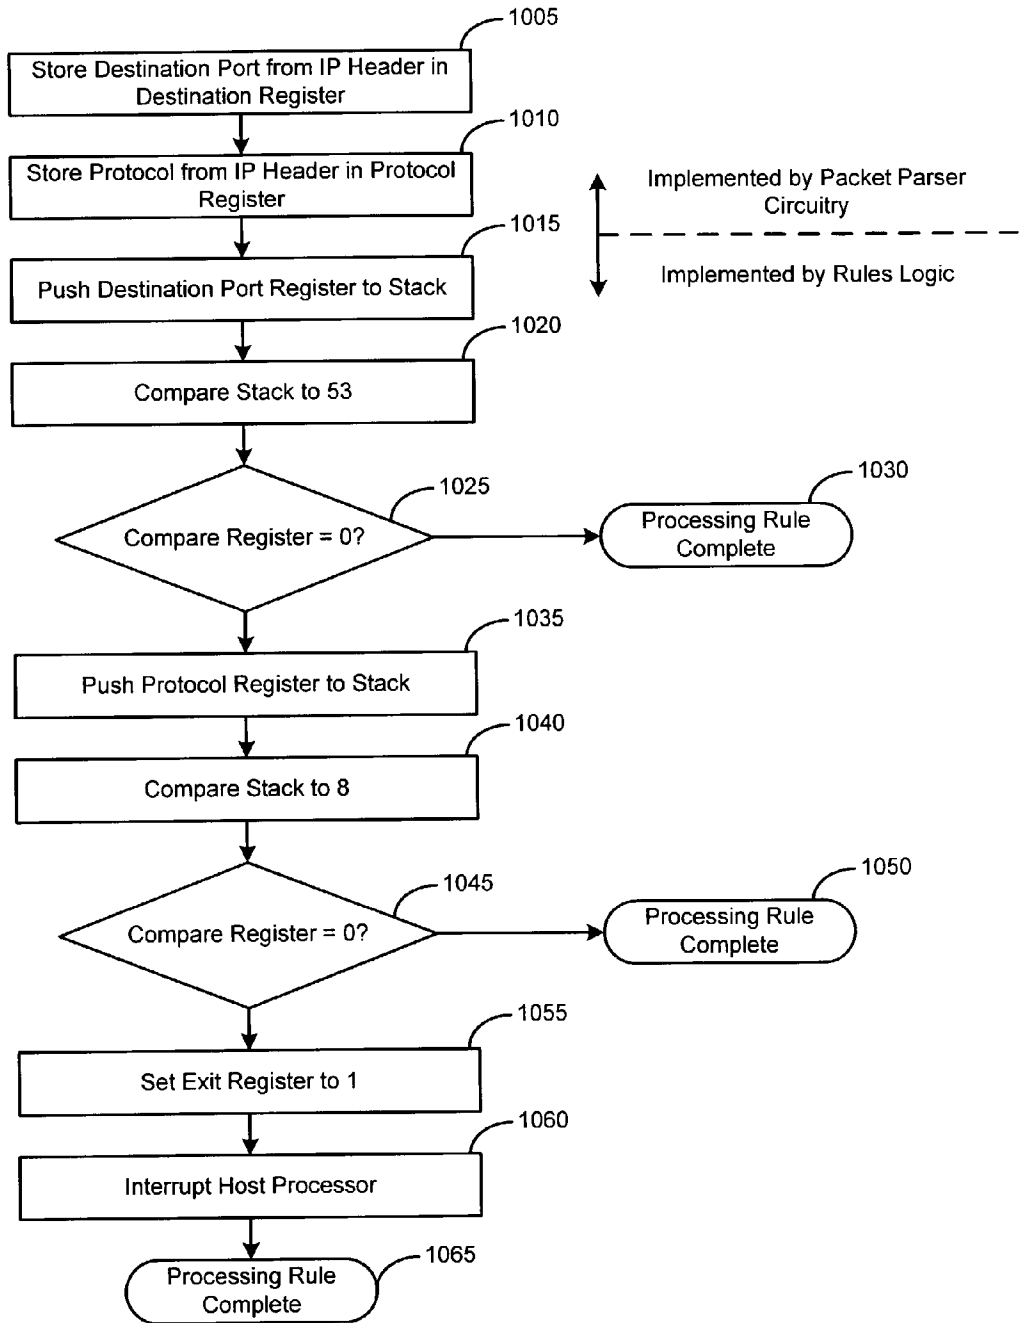 1005
Store Destination Port from IP Header in
Destination Register
1010
Store Protocol from IP Header in Protocol
Register
Implemented by Packet Parser
Circuitry
1015
Push Destination Port Register to Stack
Implemented by Rules Logic
1020
Compare Stack to 53
1025
Compare Register = 0?
1030
Processing Rule
Complete
1035
Push Protocol Register to Stack
1040
Compare Stack to 8
1045
Compare Register = 0?
1050
Processing Rule
Complete
1055
Set Exit Register to 1
1060
Interrupt Host Processor
1065
Processing Rule
Complete